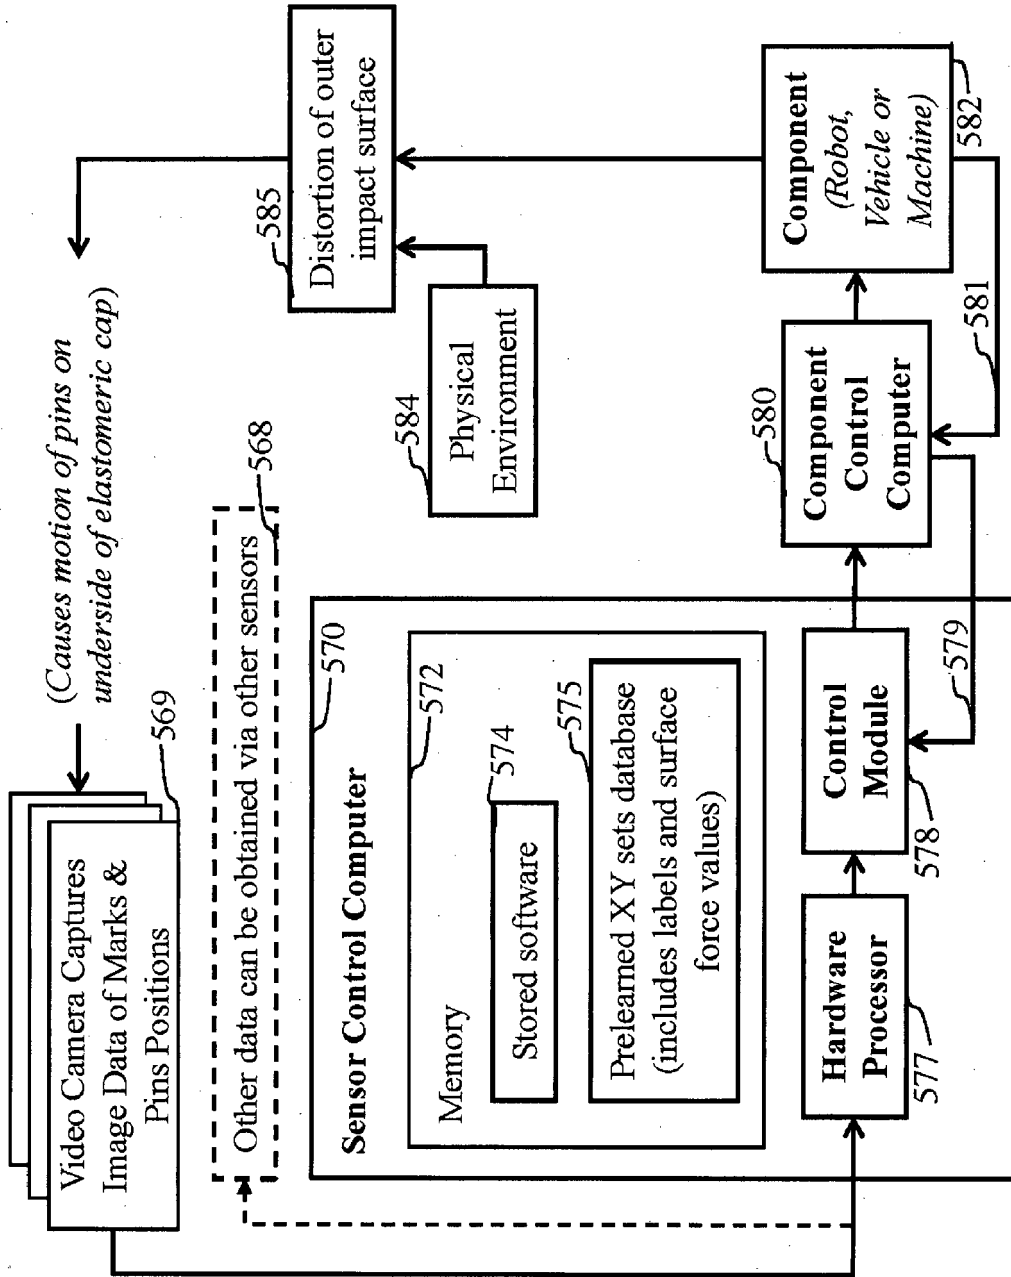 Video Camera Captures
Image Data of Marks &
Pins Positions
569
(Causes motion of pins on
underside of elastomeric cap)
Other data can be obtained via other sensors
568
585
Distortion of outer
impact surface
584
Physical
Environment
570
Sensor Control Computer
572
Memory
574
Stored software
575
Prelearned XY sets database
(includes labels and surface
force values)
Hardware
Processor
577
Control
Module
578
579
580
Component
Control
Computer
581
Component
(Robot,
Vehicle or
Machine)
582